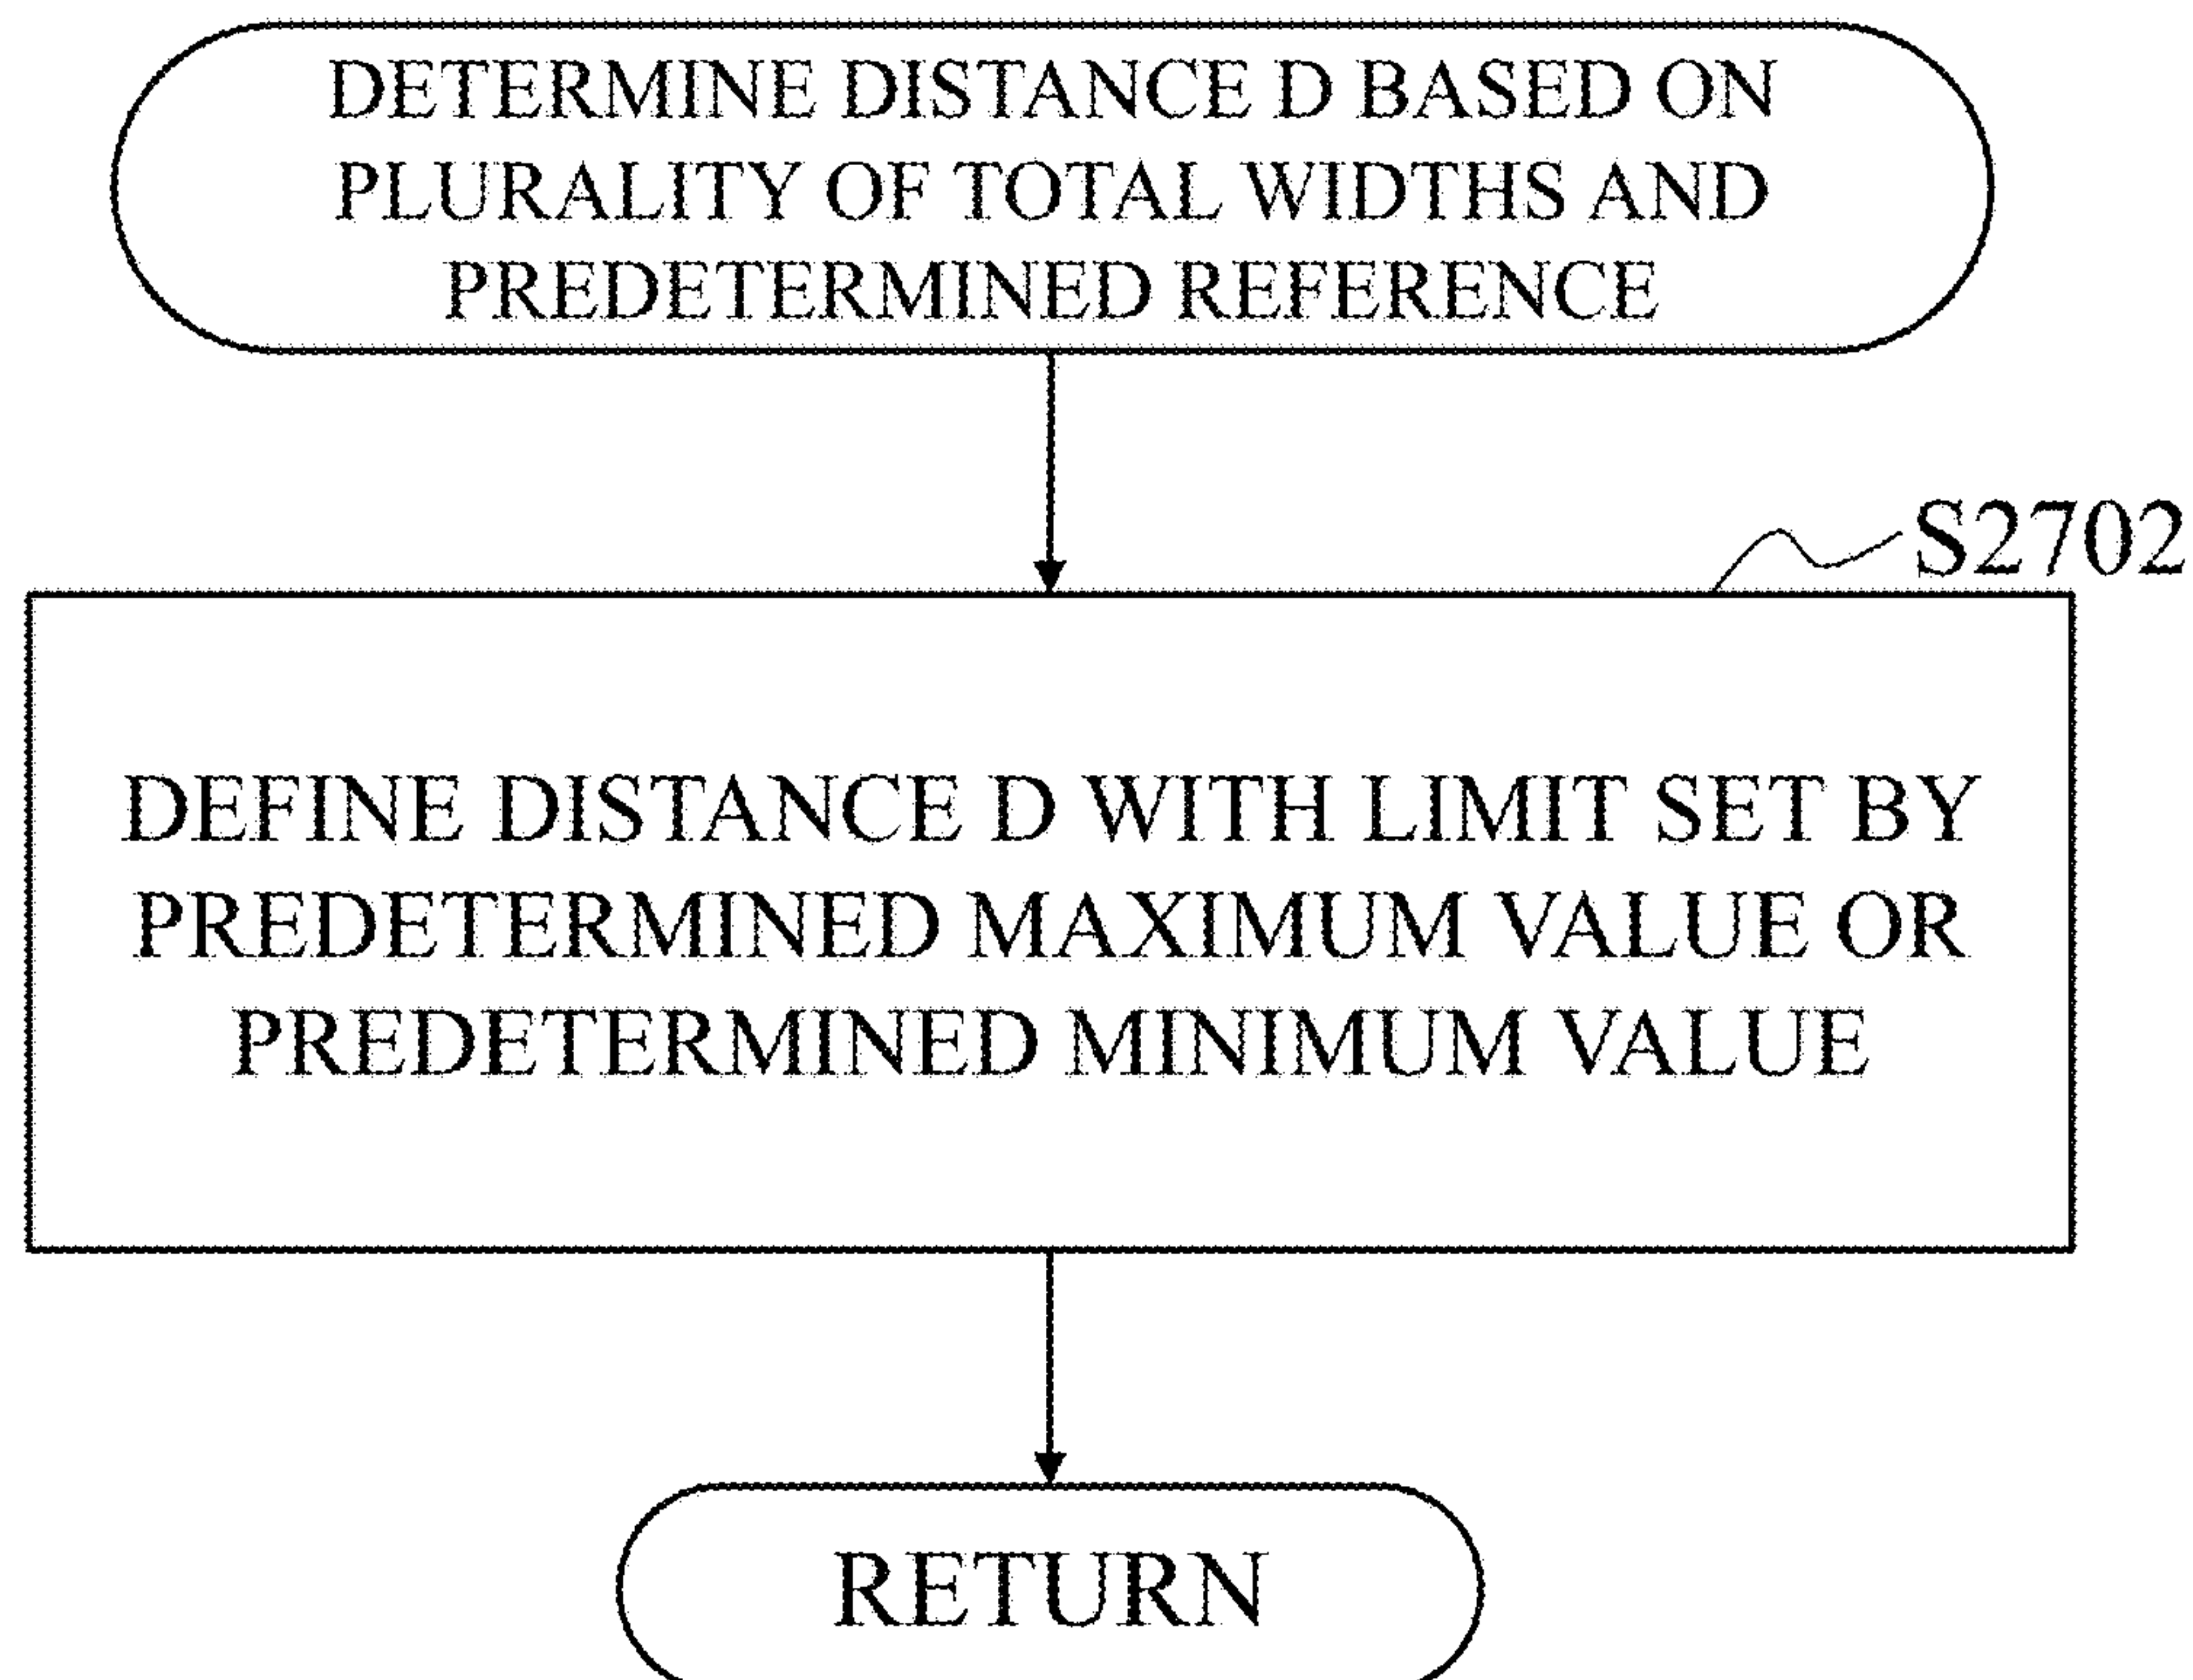 DETERMINE DISTANCE D BASED ON
PLURALITY OF TOTAL WIDTHS AND
PREDETERMINED REFERENCE
S2702
DEFINE DISTANCE D WITH LIMIT SET BY
PREDETERMINED MAXIMUM VALUE OR
PREDETERMINED MINIMUM VALUE
RETURN